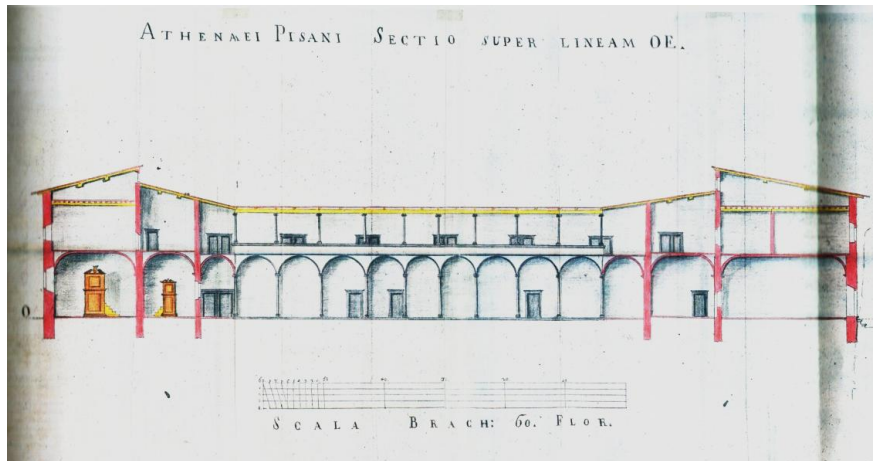 ATHENAEI PISANI SECTIO SUPER LINEAM OE.
O
SCALA BRACH: 60. FLOR.